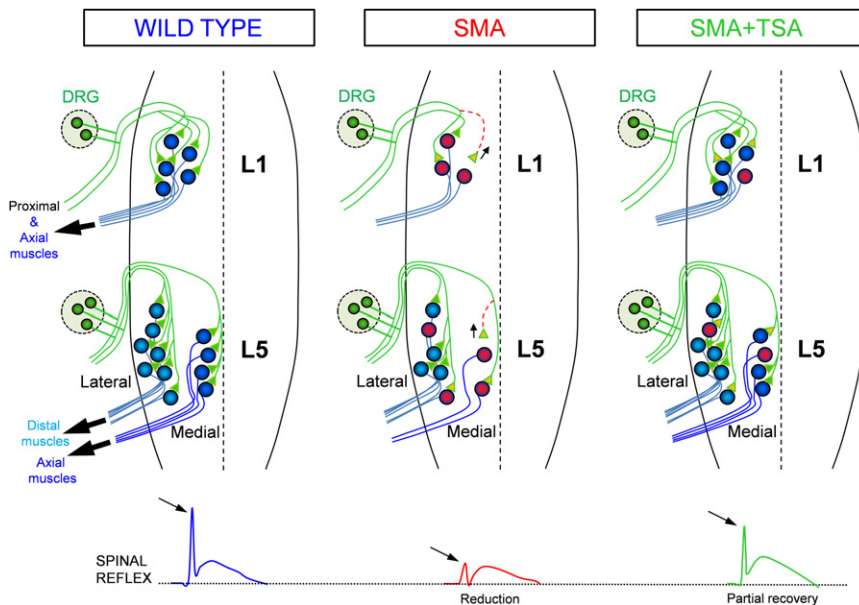 WILD TYPE
SMA
SMA+TSA
DRG
DRG
DRG
L1
L1
L1
Proximal
&
Axial
muscles
L5
L5
L5
Lateral
Lateral
Lateral
Medial
Medial
Medial
Distal
muscles
Axial
muscles
SPINAL
REFLEX
Reduction
Partial recovery